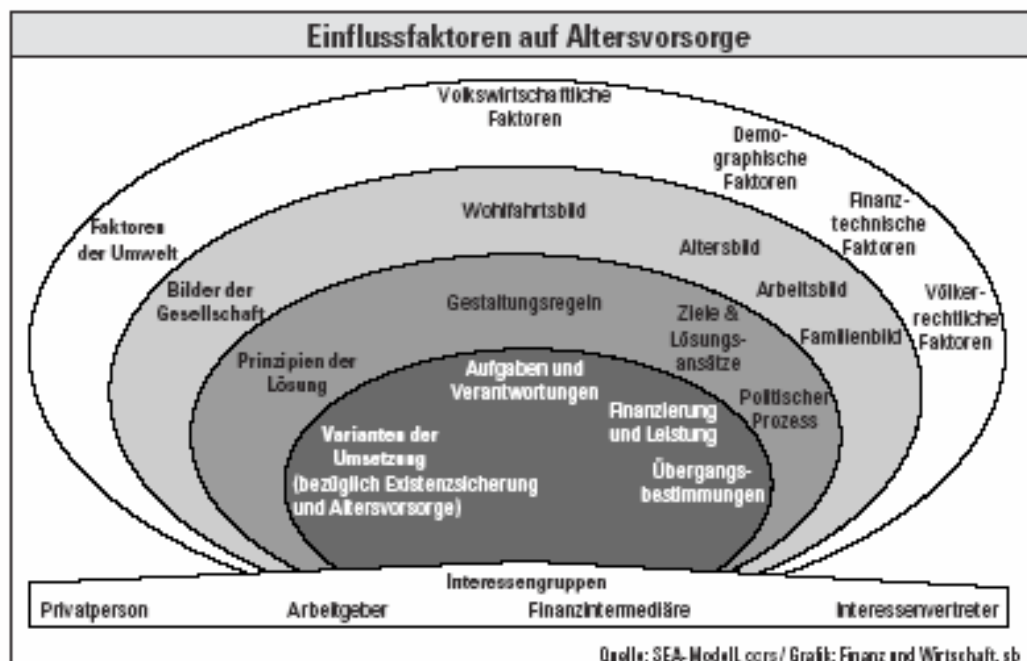 Einflussfaktoren auf Altersvorsorge
Volkswirtschaftliche
Faktoren
Demo-
graphische
Faktoren
Finanz-
technische
Faktoren
Völker-
rechtliche
Faktoren
Faktoren
der Umwelt
Wohlfahrtsbild
Altersbild
Arbeitsbild
Familienbild
Bilder der
Gesellschaft
Gestaltungsregeln
Ziele &
Lösungs-
ansätze
Politischer
Prozess
Prinzipien der
Lösung
Aufgaben und
Verantwortungen
Finanzierung
und Leistung
Übergangs-
bestimmungen
Varianten der
Umsetzung
(bezüglich Existenzsicherung
und Altersvorsorge)
Interessengruppen
Privatperson Arbeitgeber Finanzintermediäre Interessenvertreter
Quelle: SEA-Modell, / Grafik: Finanz und Wirtschaft, sb